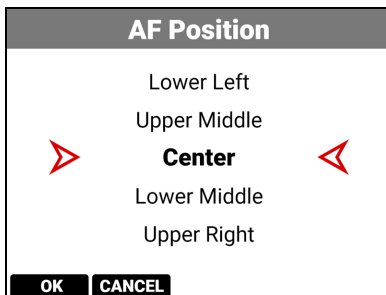 AF Position
Lower Left
Upper Middle
Center
Lower Middle
Upper Right
OK CANCEL